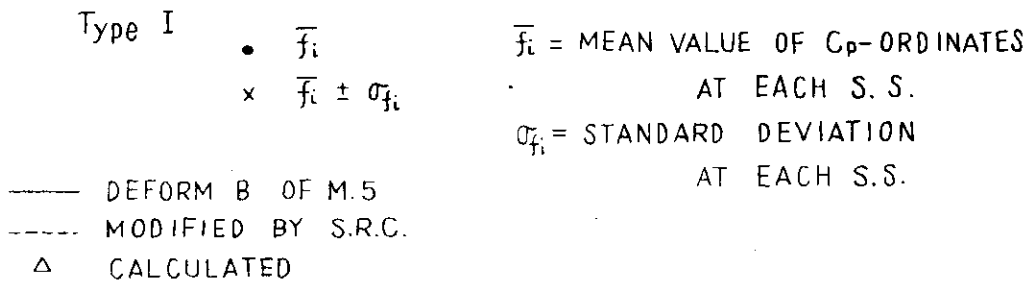 Type I
• f̅i
× f̅i ± σfi
f̅i = MEAN VALUE OF Cp-ORDINATES
AT EACH S. S.
σfi = STANDARD DEVIATION
AT EACH S.S.
—— DEFORM B OF M.5
----- MODIFIED BY S.R.C.
△ CALCULATED